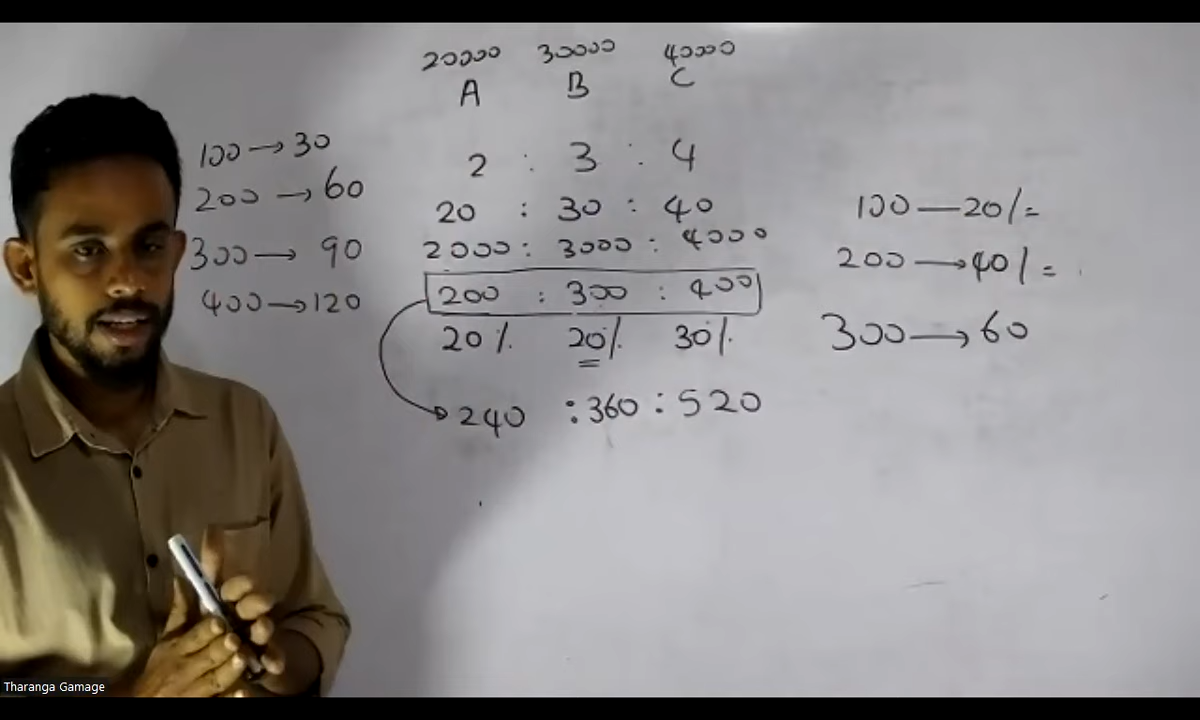 20000 30000 40000
A B C
2 : 3 : 4
20 : 30 : 40
2000 : 3000 : 4000
200 : 300 : 400
20% 20% 30%
240 : 360 : 520
100 → 30
200 → 60
300 → 90
400 → 120
100 — 20/=
200 → 40/=
300 → 60
Tharanga Gamage